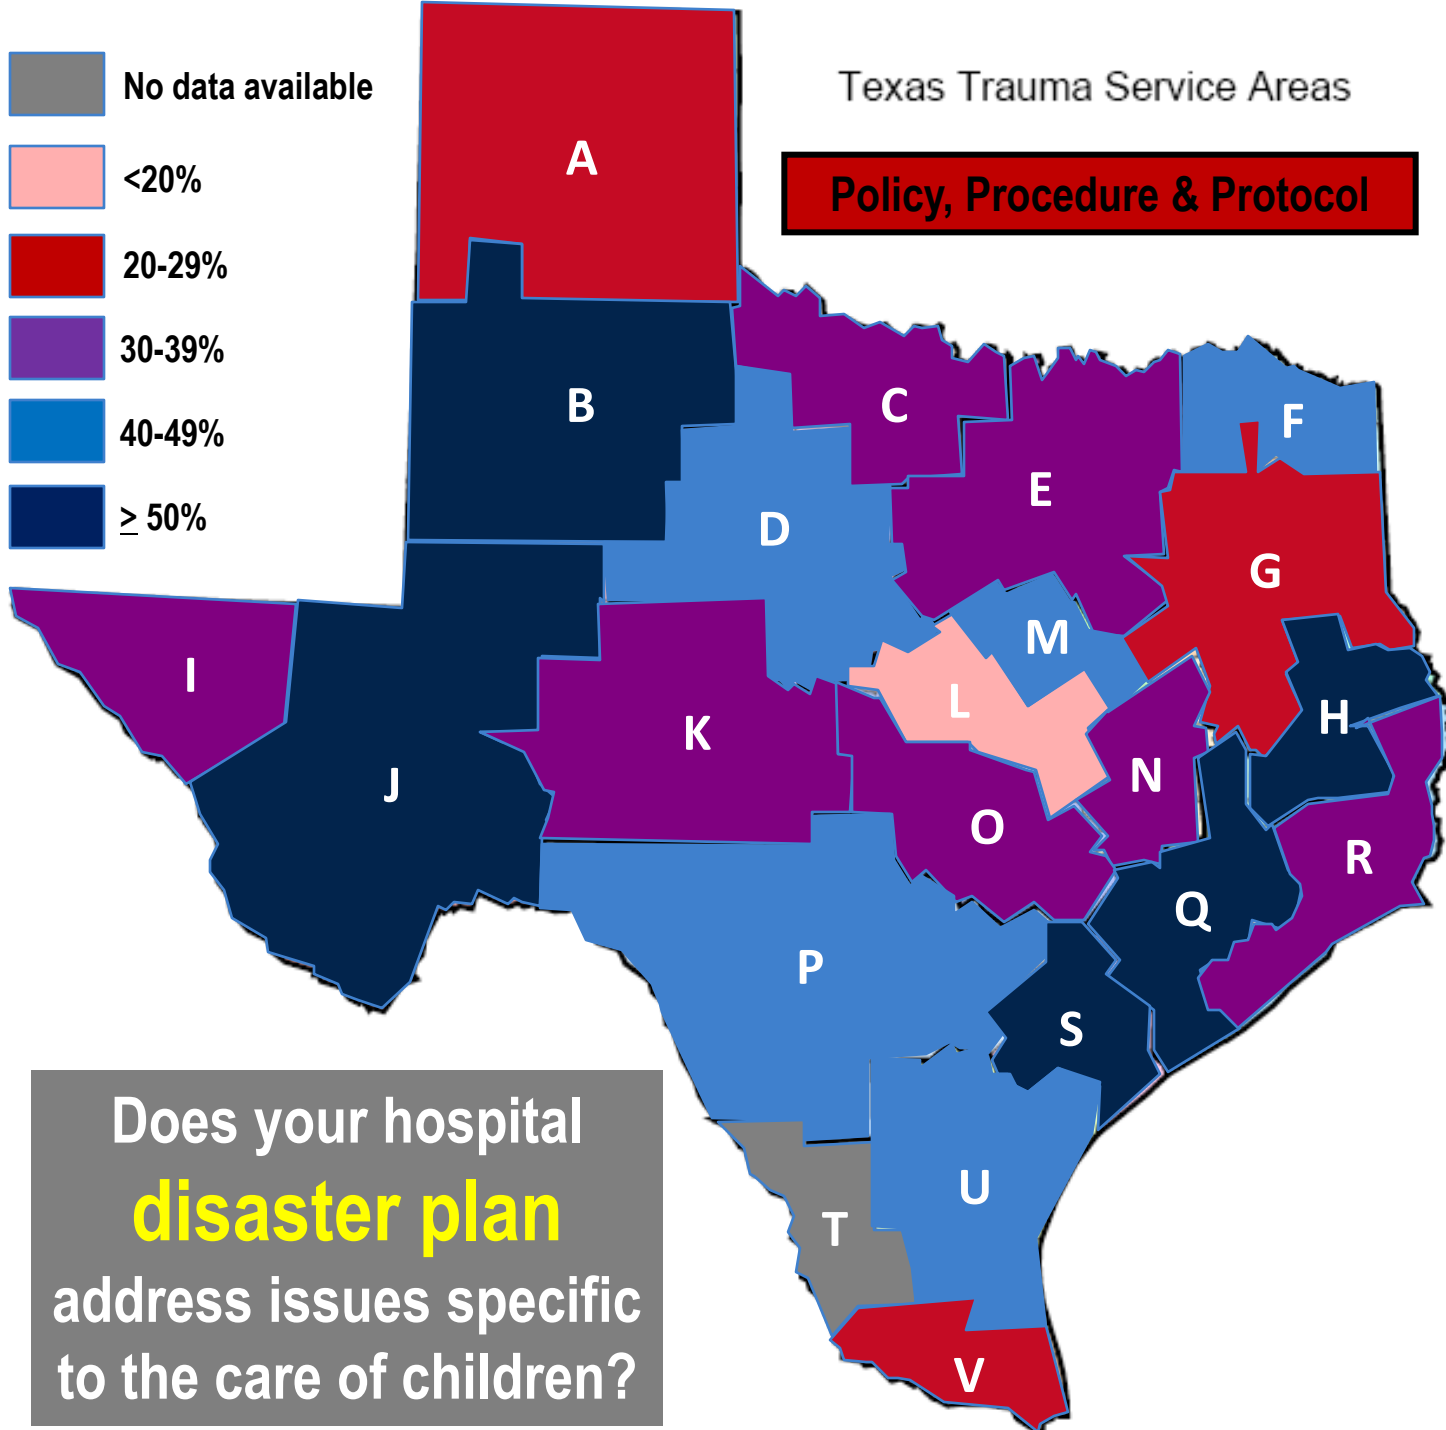 Texas Trauma Service Areas
Policy, Procedure & Protocol
No data available
<20%
20-29%
30-39%
40-49%
≥ 50%
A
B
C
D
E
F
G
H
I
J
K
L
M
N
O
P
Q
R
S
T
U
V
Does your hospital
disaster plan
address issues specific
to the care of children?